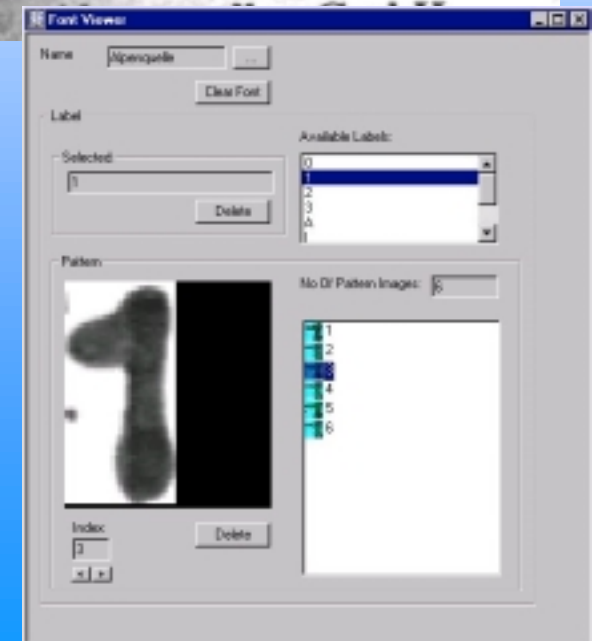 Font Viewer
Name
Alpenquelle
...
Clear Font
Label
Available Labels:
Selected
1
Delete
0
1
2
3
A
Pattern
No Of Pattern Images:
6
1
1
2
3
4
5
6
Index
3
Delete